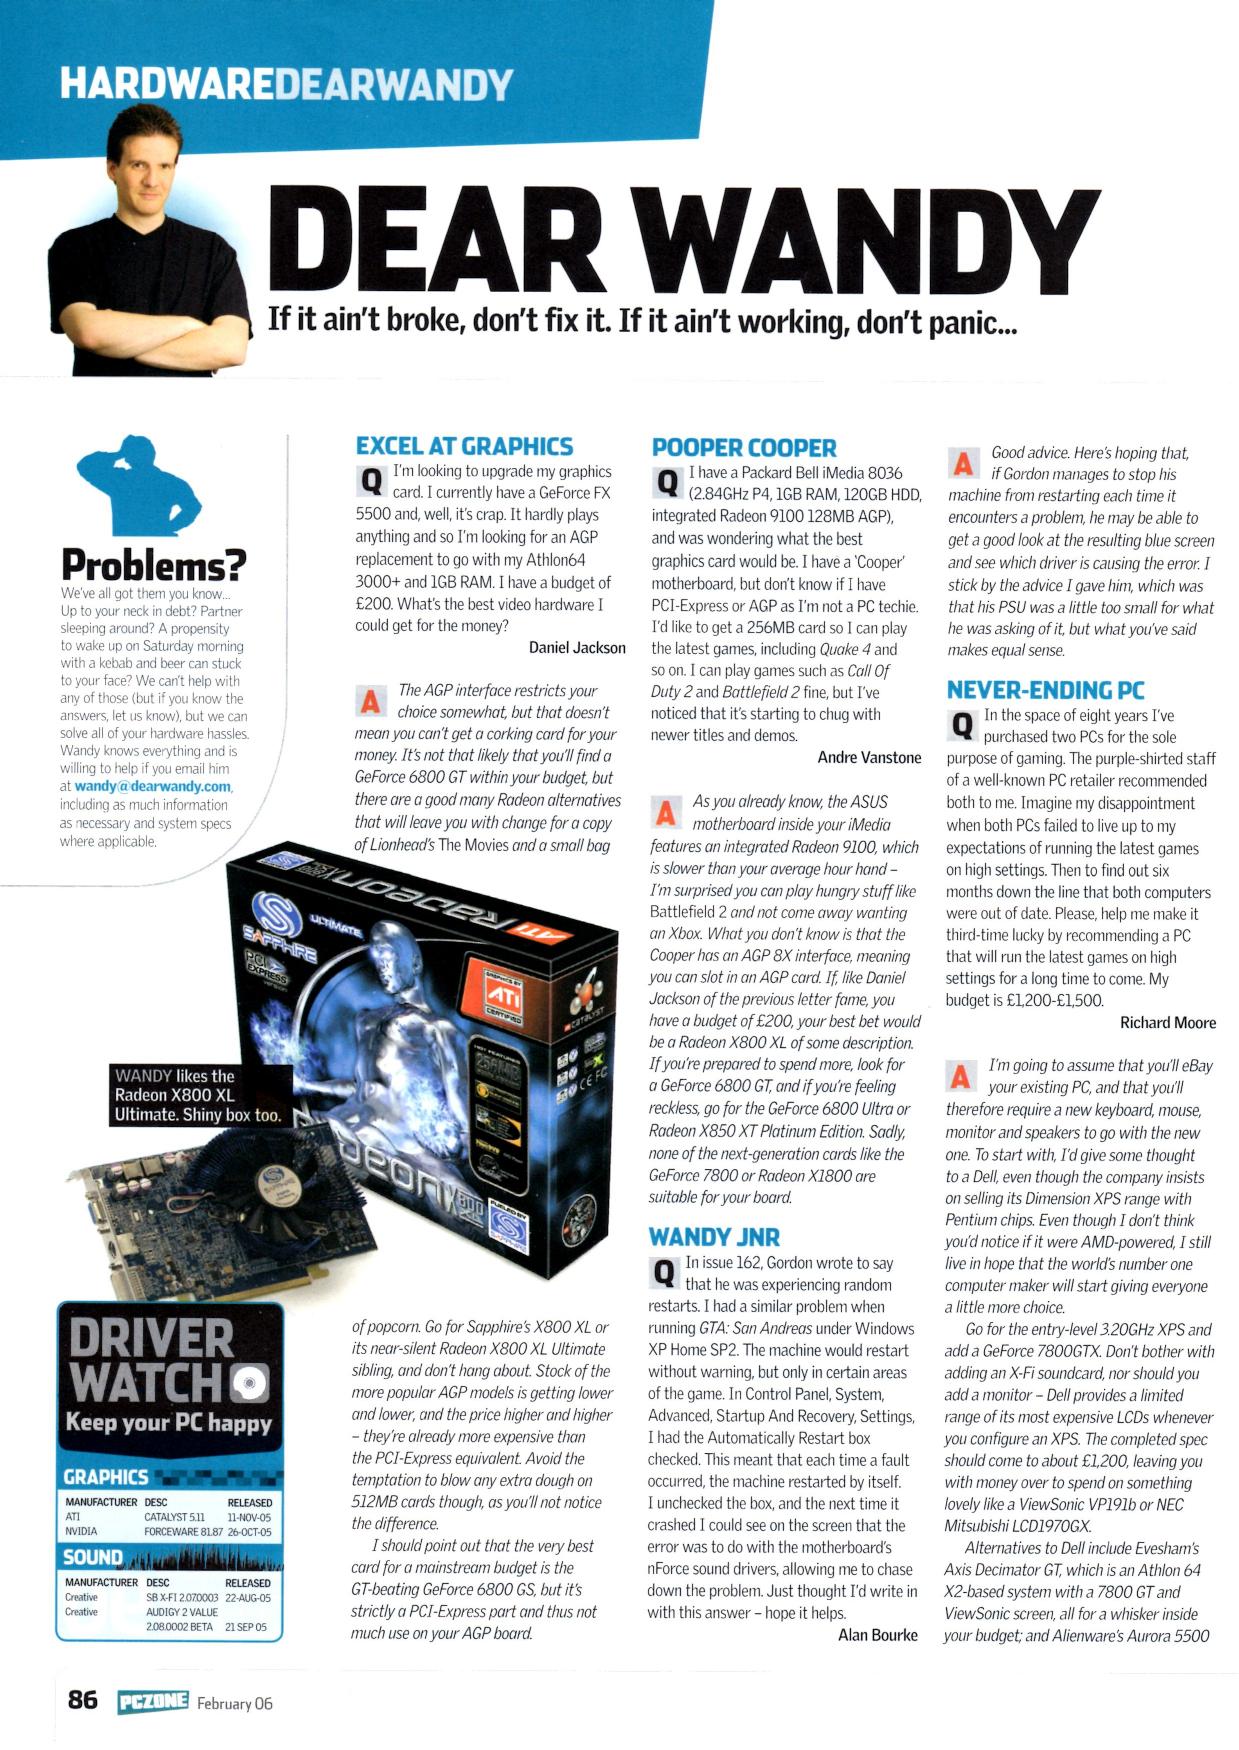 HARDWAREDEARWANDY
DEAR WANDY
If it ain't broke, don't fix it. If it ain't working, don't panic...
Problems?
We've all got them you know...
Up to your neck in debt? Partner
sleeping around? A propensity
to wake up on Saturday morning
with a kebab and beer can stuck
to your face? We can't help with
any of those (but if you know the
answers, let us know), but we can
solve all of your hardware hassles.
Wandy knows everything and is
willing to help if you email him
at wandy@dearwandy.com,
including as much information
as necessary and system specs
where applicable.
EXCEL AT GRAPHICS
Q I'm looking to upgrade my graphics
card. I currently have a GeForce FX
5500 and, well, it's crap. It hardly plays
anything and so I'm looking for an AGP
replacement to go with my Athlon64
3000+ and 1GB RAM. I have a budget of
£200. What's the best video hardware I
could get for the money?
Daniel Jackson
A The AGP interface restricts your
choice somewhat, but that doesn't
mean you can't get a corking card for your
money. It's not that likely that you'll find a
GeForce 6800 GT within your budget, but
there are a good many Radeon alternatives
that will leave you with change for a copy
of Lionhead's The Movies and a small bag
SAPPHIRE
ULTIMATE
PCI
EXPRESS
version
RADEON X800 XL
ATI
GRAPHICS BY
ATI
CERTIFIED
CATALYST
256MB
RADEON X800
FUELED BY
SAPPHIRE
WANDY likes the
Radeon X800 XL
Ultimate. Shiny box too.
of popcorn. Go for Sapphire's X800 XL or
its near-silent Radeon X800 XL Ultimate
sibling, and don't hang about. Stock of the
more popular AGP models is getting lower
and lower, and the price higher and higher
– they're already more expensive than
the PCI-Express equivalent. Avoid the
temptation to blow any extra dough on
512MB cards though, as you'll not notice
the difference.
I should point out that the very best
card for a mainstream budget is the
GT-beating GeForce 6800 GS, but it's
strictly a PCI-Express part and thus not
much use on your AGP board.
DRIVER
WATCH
Keep your PC happy
GRAPHICS
MANUFACTURER DESC RELEASED
ATI CATALYST 5.11 11-NOV-05
NVIDIA FORCEWARE 81.87 26-OCT-05
SOUND
MANUFACTURER DESC RELEASED
Creative SB X-FI 2.07.0003 22-AUG-05
Creative AUDIGY 2 VALUE
2.08.0002 BETA 21 SEP 05
POOPER COOPER
Q I have a Packard Bell iMedia 8036
(2.84GHz P4, 1GB RAM, 120GB HDD,
integrated Radeon 9100 128MB AGP),
and was wondering what the best
graphics card would be. I have a 'Cooper'
motherboard, but don't know if I have
PCI-Express or AGP as I'm not a PC techie.
I'd like to get a 256MB card so I can play
the latest games, including Quake 4 and
so on. I can play games such as Call Of
Duty 2 and Battlefield 2 fine, but I've
noticed that it's starting to chug with
newer titles and demos.
Andre Vanstone
A As you already know, the ASUS
motherboard inside your iMedia
features an integrated Radeon 9100, which
is slower than your average hour hand –
I'm surprised you can play hungry stuff like
Battlefield 2 and not come away wanting
an Xbox. What you don't know is that the
Cooper has an AGP 8X interface, meaning
you can slot in an AGP card. If, like Daniel
Jackson of the previous letter fame, you
have a budget of £200, your best bet would
be a Radeon X800 XL of some description.
If you're prepared to spend more, look for
a GeForce 6800 GT, and if you're feeling
reckless, go for the GeForce 6800 Ultra or
Radeon X850 XT Platinum Edition. Sadly,
none of the next-generation cards like the
GeForce 7800 or Radeon X1800 are
suitable for your board.
WANDY JNR
Q In issue 162, Gordon wrote to say
that he was experiencing random
restarts. I had a similar problem when
running GTA: San Andreas under Windows
XP Home SP2. The machine would restart
without warning, but only in certain areas
of the game. In Control Panel, System,
Advanced, Startup And Recovery, Settings,
I had the Automatically Restart box
checked. This meant that each time a fault
occurred, the machine restarted by itself.
I unchecked the box, and the next time it
crashed I could see on the screen that the
error was to do with the motherboard's
nForce sound drivers, allowing me to chase
down the problem. Just thought I'd write in
with this answer – hope it helps.
Alan Bourke
A Good advice. Here's hoping that,
if Gordon manages to stop his
machine from restarting each time it
encounters a problem, he may be able to
get a good look at the resulting blue screen
and see which driver is causing the error. I
stick by the advice I gave him, which was
that his PSU was a little too small for what
he was asking of it, but what you've said
makes equal sense.
NEVER-ENDING PC
Q In the space of eight years I've
purchased two PCs for the sole
purpose of gaming. The purple-shirted staff
of a well-known PC retailer recommended
both to me. Imagine my disappointment
when both PCs failed to live up to my
expectations of running the latest games
on high settings. Then to find out six
months down the line that both computers
were out of date. Please, help me make it
third-time lucky by recommending a PC
that will run the latest games on high
settings for a long time to come. My
budget is £1,200-£1,500.
Richard Moore
A I'm going to assume that you'll eBay
your existing PC, and that you'll
therefore require a new keyboard, mouse,
monitor and speakers to go with the new
one. To start with, I'd give some thought
to a Dell, even though the company insists
on selling its Dimension XPS range with
Pentium chips. Even though I don't think
you'd notice if it were AMD-powered, I still
live in hope that the world's number one
computer maker will start giving everyone
a little more choice.
Go for the entry-level 3.20GHz XPS and
add a GeForce 7800GTX. Don't bother with
adding an X-Fi soundcard, nor should you
add a monitor – Dell provides a limited
range of its most expensive LCDs whenever
you configure an XPS. The completed spec
should come to about £1,200, leaving you
with money over to spend on something
lovely like a ViewSonic VP191b or NEC
Mitsubishi LCD1970GX.
Alternatives to Dell include Evesham's
Axis Decimator GT, which is an Athlon 64
X2-based system with a 7800 GT and
ViewSonic screen, all for a whisker inside
your budget; and Alienware's Aurora 5500
86 PCZONE February 06